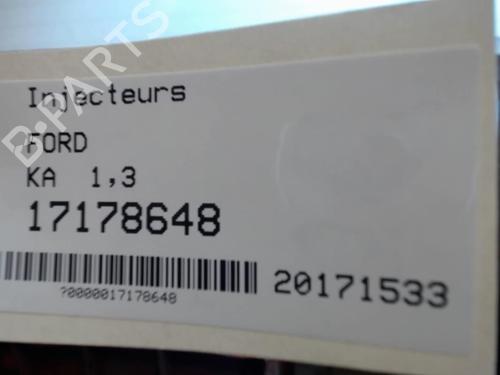 Injecteurs
FORD
KA 1,3
17178648
20171533
?0000017178648
B-PARTS